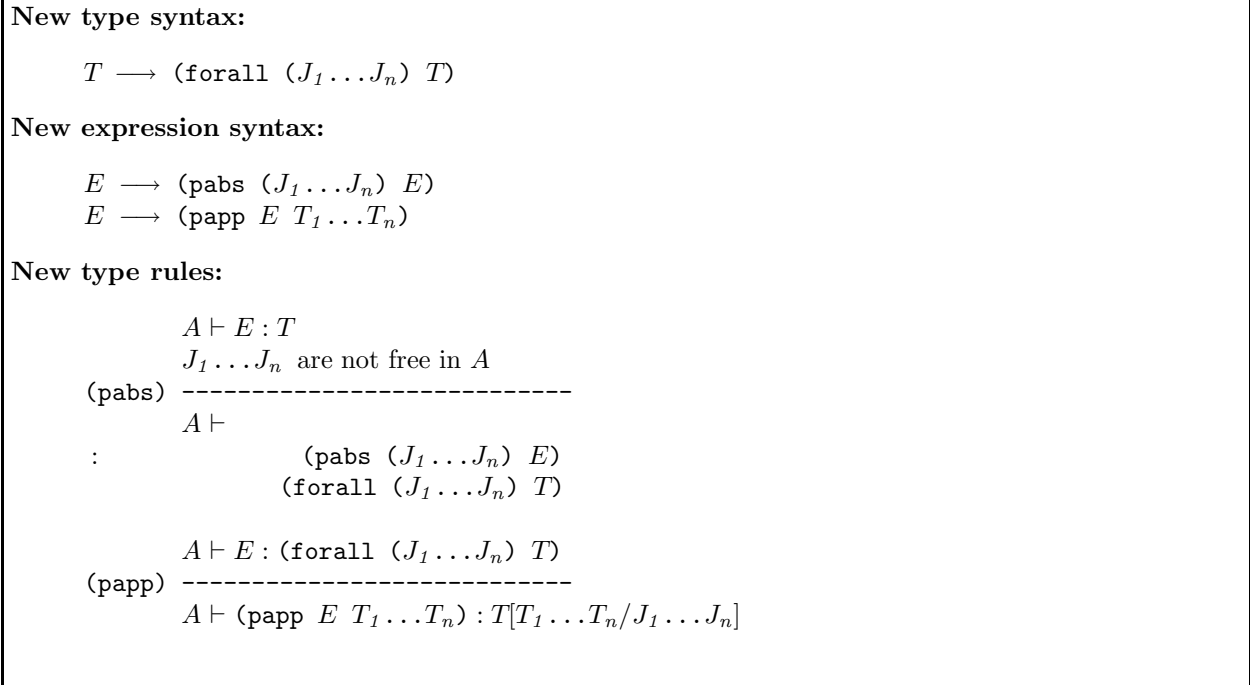 New type syntax:
T ⟶ (forall (J₁...Jₙ) T)
New expression syntax:
E ⟶ (pabs (J₁...Jₙ) E)
E ⟶ (papp E T₁...Tₙ)
New type rules:
A ⊢ E : T
J₁...Jₙ are not free in A
(pabs) ----------------------------
A ⊢
: (pabs (J₁...Jₙ) E)
(forall (J₁...Jₙ) T)
A ⊢ E : (forall (J₁...Jₙ) T)
(papp) ----------------------------
A ⊢ (papp E T₁...Tₙ) : T[T₁...Tₙ/J₁...Jₙ]